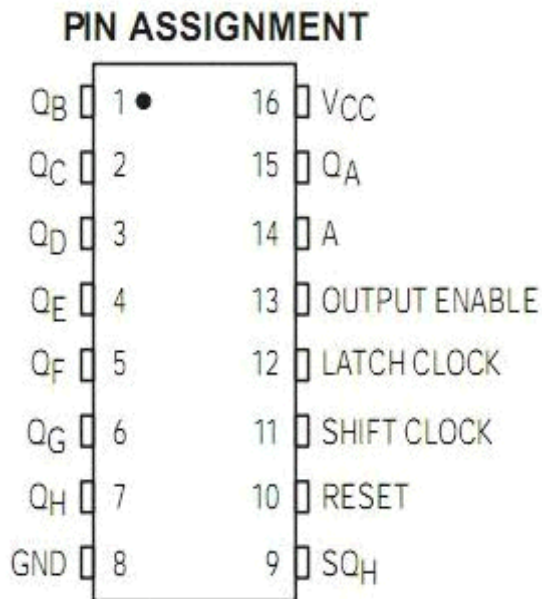 PIN ASSIGNMENT
QB 1 16 VCC
QC 2 15 QA
QD 3 14 A
QE 4 13 OUTPUT ENABLE
QF 5 12 LATCH CLOCK
QG 6 11 SHIFT CLOCK
QH 7 10 RESET
GND 8 9 SQH